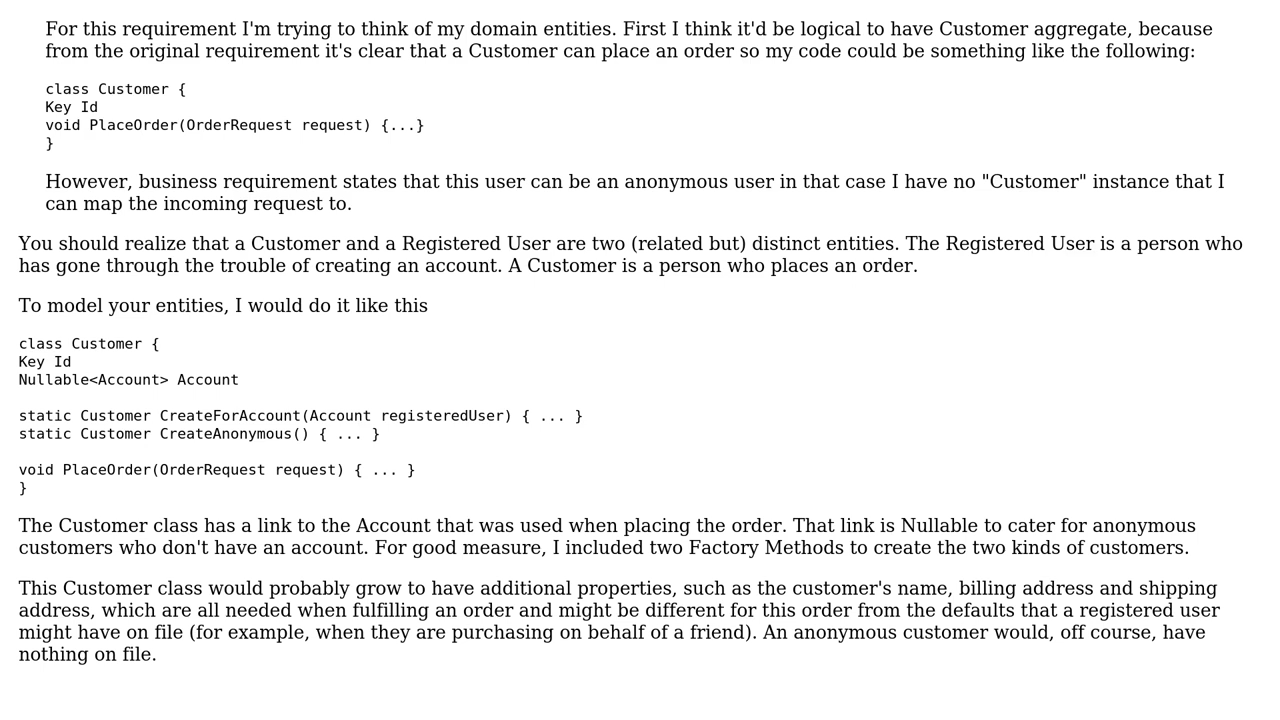 For this requirement I'm trying to think of my domain entities. First I think it'd be logical to have Customer aggregate, because
from the original requirement it's clear that a Customer can place an order so my code could be something like the following:
class Customer {
Key Id
void PlaceOrder(OrderRequest request) {...}
}
However, business requirement states that this user can be an anonymous user in that case I have no "Customer" instance that I
can map the incoming request to.
You should realize that a Customer and a Registered User are two (related but) distinct entities. The Registered User is a person who
has gone through the trouble of creating an account. A Customer is a person who places an order.
To model your entities, I would do it like this
class Customer {
Key Id
Nullable<Account> Account
static Customer CreateForAccount(Account registeredUser) { ... }
static Customer CreateAnonymous() { ... }
void PlaceOrder(OrderRequest request) { ... }
}
The Customer class has a link to the Account that was used when placing the order. That link is Nullable to cater for anonymous
customers who don't have an account. For good measure, I included two Factory Methods to create the two kinds of customers.
This Customer class would probably grow to have additional properties, such as the customer's name, billing address and shipping
address, which are all needed when fulfilling an order and might be different for this order from the defaults that a registered user
might have on file (for example, when they are purchasing on behalf of a friend). An anonymous customer would, off course, have
nothing on file.